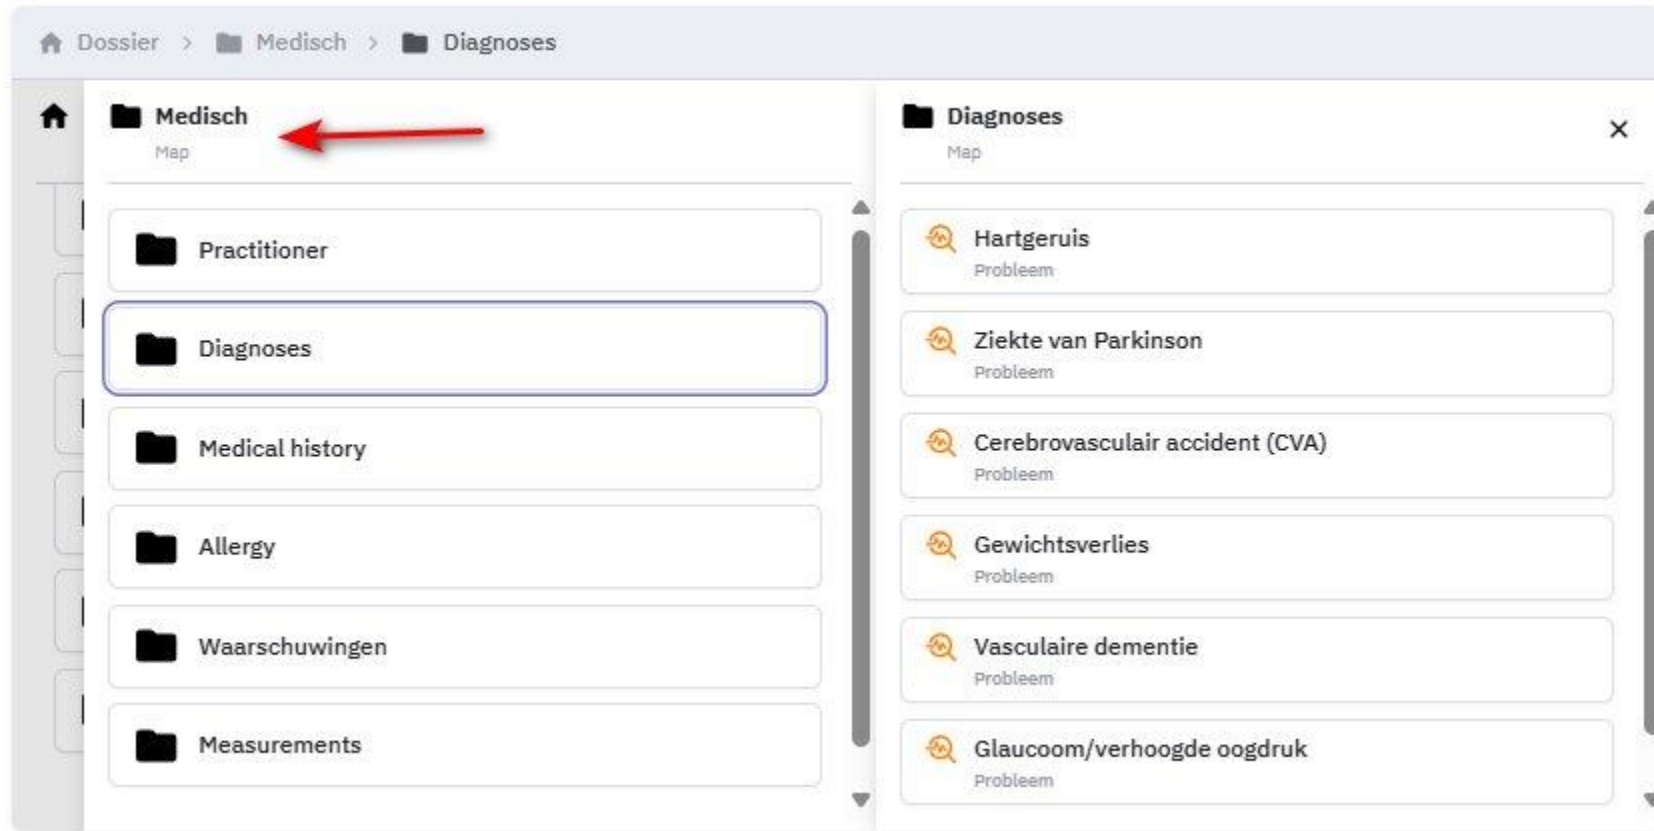 Dossier > Medisch > Diagnoses
Medisch
Map
Practitioner
Diagnoses
Medical history
Allergy
Waarschuwingen
Measurements
Diagnoses
Map
Hartgeruis
Probleem
Ziekte van Parkinson
Probleem
Cerebrovasculair accident (CVA)
Probleem
Gewichtsverlies
Probleem
Vasculaire dementie
Probleem
Glaucoom/verhoogde oogdruk
Probleem